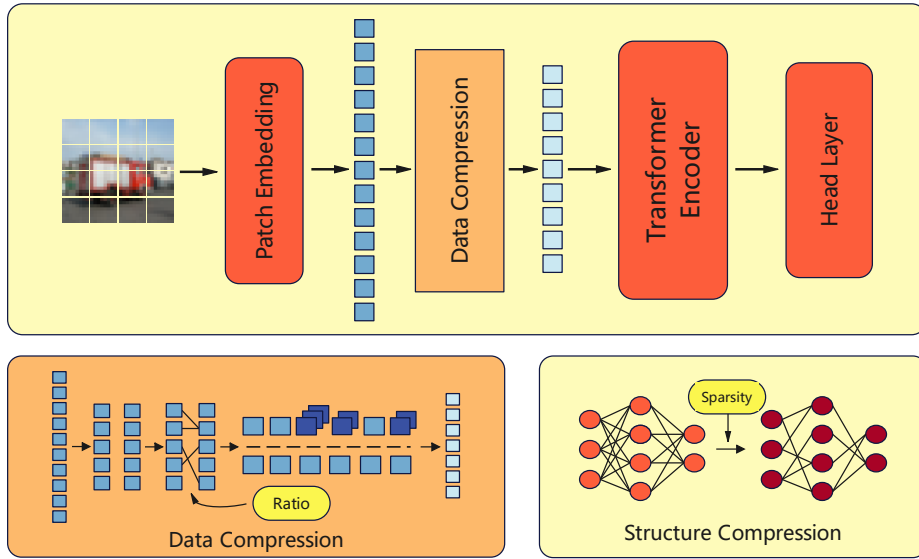 Patch Embedding
Data Compression
Transformer
Encoder
Head Layer
Ratio
Data Compression
Sparsity
Structure Compression